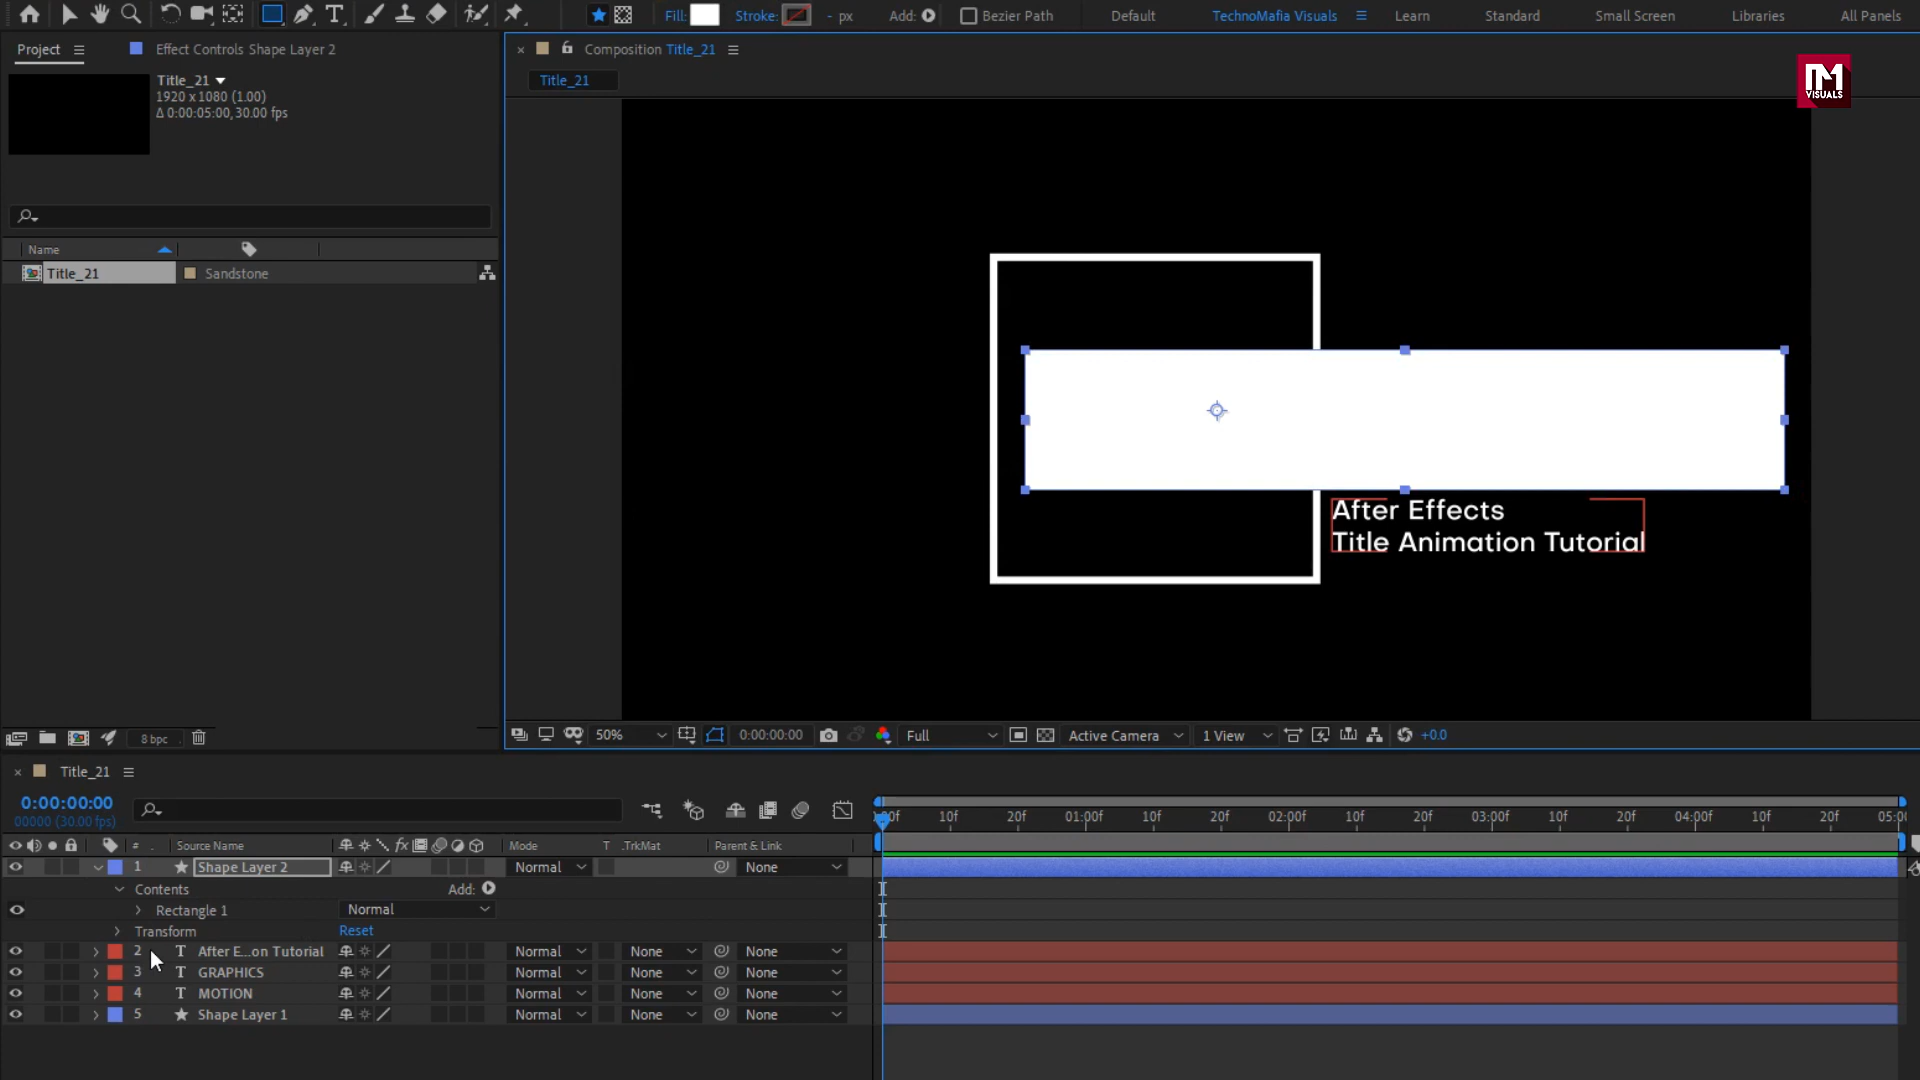 Fill: Stroke: - px Add: Bezier Path Default TechnoMafia Visuals Learn Standard Small Screen Libraries All Panels
Project Effect Controls Shape Layer 2
Composition Title_21
Title_21
Title_21
1920 x 1080 (1.00)
Δ 0:00:05:00, 30.00 fps
VISUALS
Name
Title_21 Sandstone
After Effects
Title Animation Tutorial
8 bpc
50% 0:00:00:00 Full Active Camera 1 View +0.0
Title_21
0:00:00:00
00000 (30.00 fps)
:00f 10f 20f 01:00f 10f 20f 02:00f 10f 20f 03:00f 10f 20f 04:00f 10f 20f 05:00
# Source Name fx Mode T .TrkMat Parent & Link
1 Shape Layer 2 Normal None
Contents Add:
Rectangle 1 Normal
Transform Reset
2 T After E...on Tutorial Normal None None
3 T GRAPHICS Normal None None
4 T MOTION Normal None None
5 Shape Layer 1 Normal None None